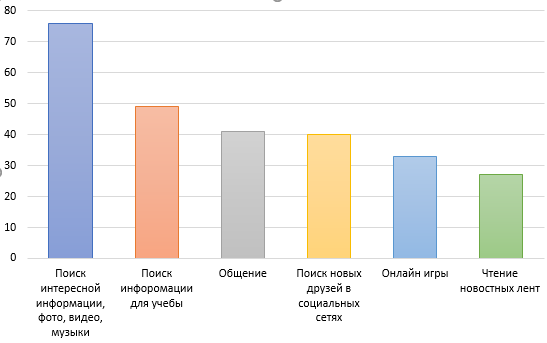 80
70
60
50
40
30
20
10
0
Поиск
интересной
информации,
фото, видео,
музыки
Поиск
инфоромации
для учебы
Общение
Поиск новых
друзей в
социальных
сетях
Онлайн игры
Чтение
новостных лент